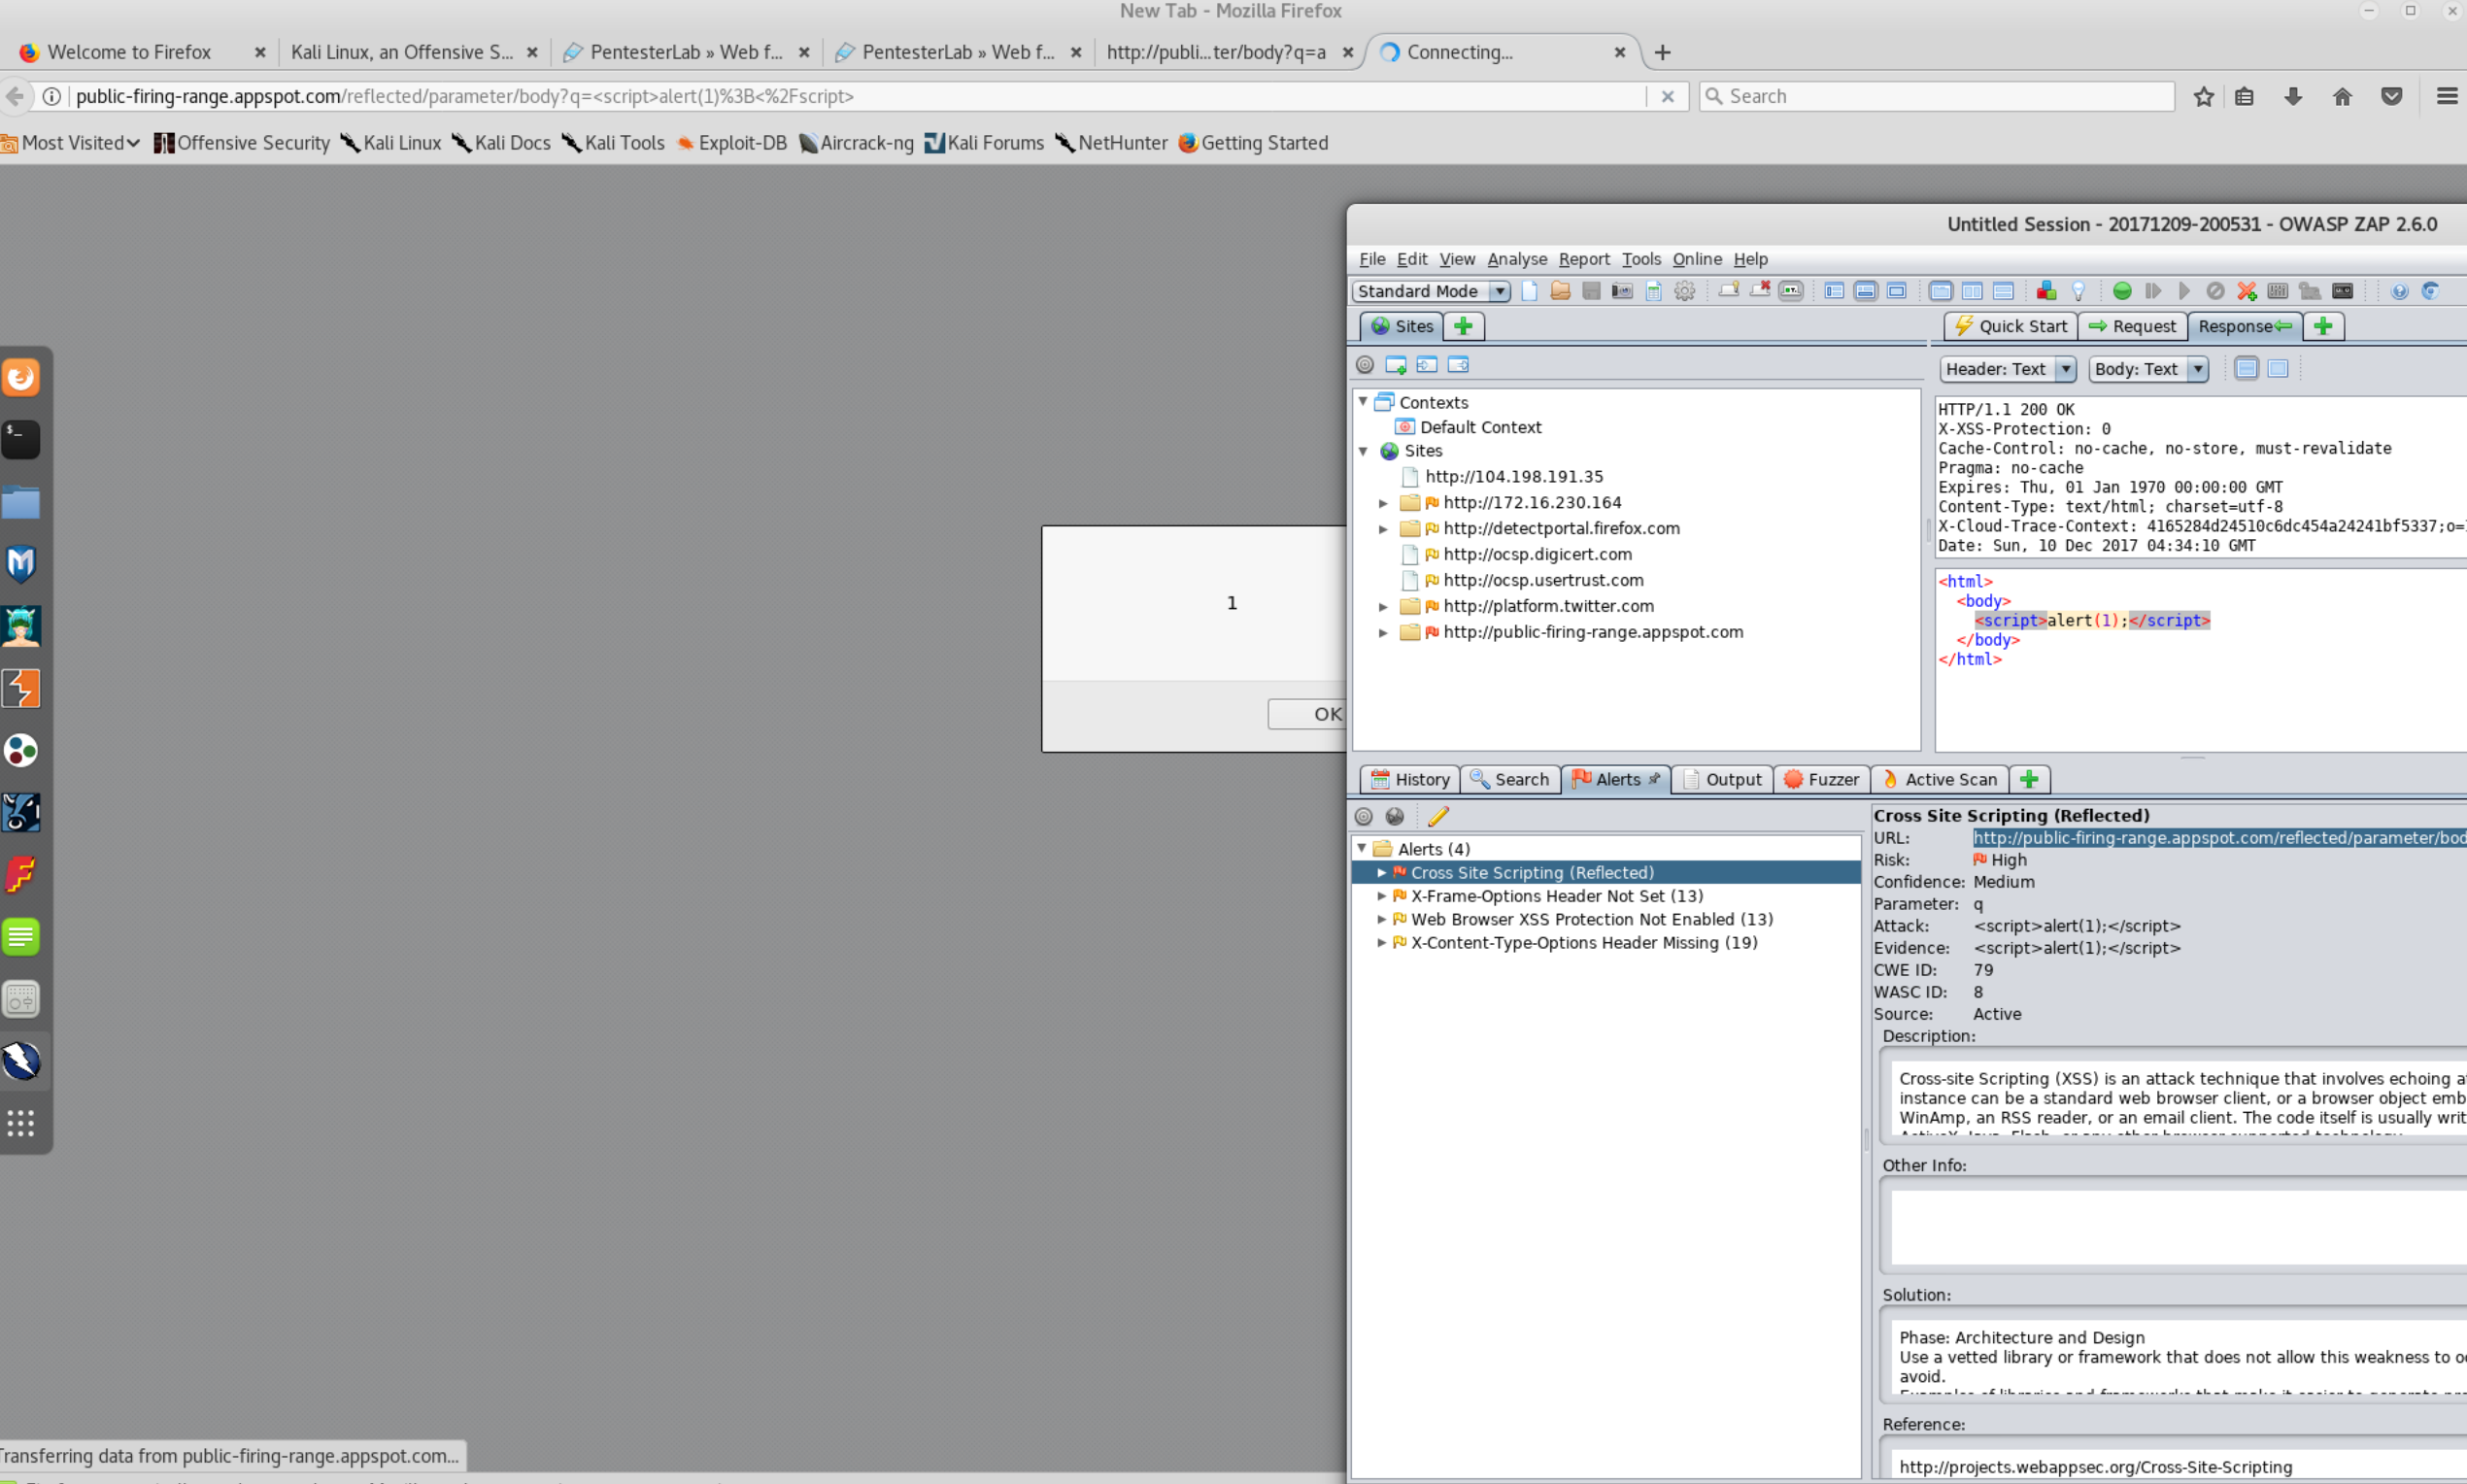 New Tab - Mozilla Firefox
Welcome to Firefox
Kali Linux, an Offensive S...
PentesterLab » Web f...
PentesterLab » Web f...
http://publi...ter/body?q=a
Connecting...
public-firing-range.appspot.com/reflected/parameter/body?q=<script>alert(1)%3B<%2Fscript>
Search
Most Visited
Offensive Security
Kali Linux
Kali Docs
Kali Tools
Exploit-DB
Aircrack-ng
Kali Forums
NetHunter
Getting Started
1
OK
Untitled Session - 20171209-200531 - OWASP ZAP 2.6.0
File Edit View Analyse Report Tools Online Help
Standard Mode
Sites
Quick Start
Request
Response
Header: Text
Body: Text
Contexts
Default Context
Sites
http://104.198.191.35
http://172.16.230.164
http://detectportal.firefox.com
http://ocsp.digicert.com
http://ocsp.usertrust.com
http://platform.twitter.com
http://public-firing-range.appspot.com
HTTP/1.1 200 OK
X-XSS-Protection: 0
Cache-Control: no-cache, no-store, must-revalidate
Pragma: no-cache
Expires: Thu, 01 Jan 1970 00:00:00 GMT
Content-Type: text/html; charset=utf-8
X-Cloud-Trace-Context: 4165284d24510c6dc454a24241bf5337;o=
Date: Sun, 10 Dec 2017 04:34:10 GMT
<html>
<body>
<script>alert(1);</script>
</body>
</html>
History
Search
Alerts
Output
Fuzzer
Active Scan
Alerts (4)
Cross Site Scripting (Reflected)
X-Frame-Options Header Not Set (13)
Web Browser XSS Protection Not Enabled (13)
X-Content-Type-Options Header Missing (19)
Cross Site Scripting (Reflected)
URL: http://public-firing-range.appspot.com/reflected/parameter/bod
Risk: High
Confidence: Medium
Parameter: q
Attack: <script>alert(1);</script>
Evidence: <script>alert(1);</script>
CWE ID: 79
WASC ID: 8
Source: Active
Description:
Cross-site Scripting (XSS) is an attack technique that involves echoing
instance can be a standard web browser client, or a browser object emb
WinAmp, an RSS reader, or an email client. The code itself is usually writ
Other Info:
Solution:
Phase: Architecture and Design
Use a vetted library or framework that does not allow this weakness to
avoid.
Reference:
http://projects.webappsec.org/Cross-Site-Scripting
Transferring data from public-firing-range.appspot.com...